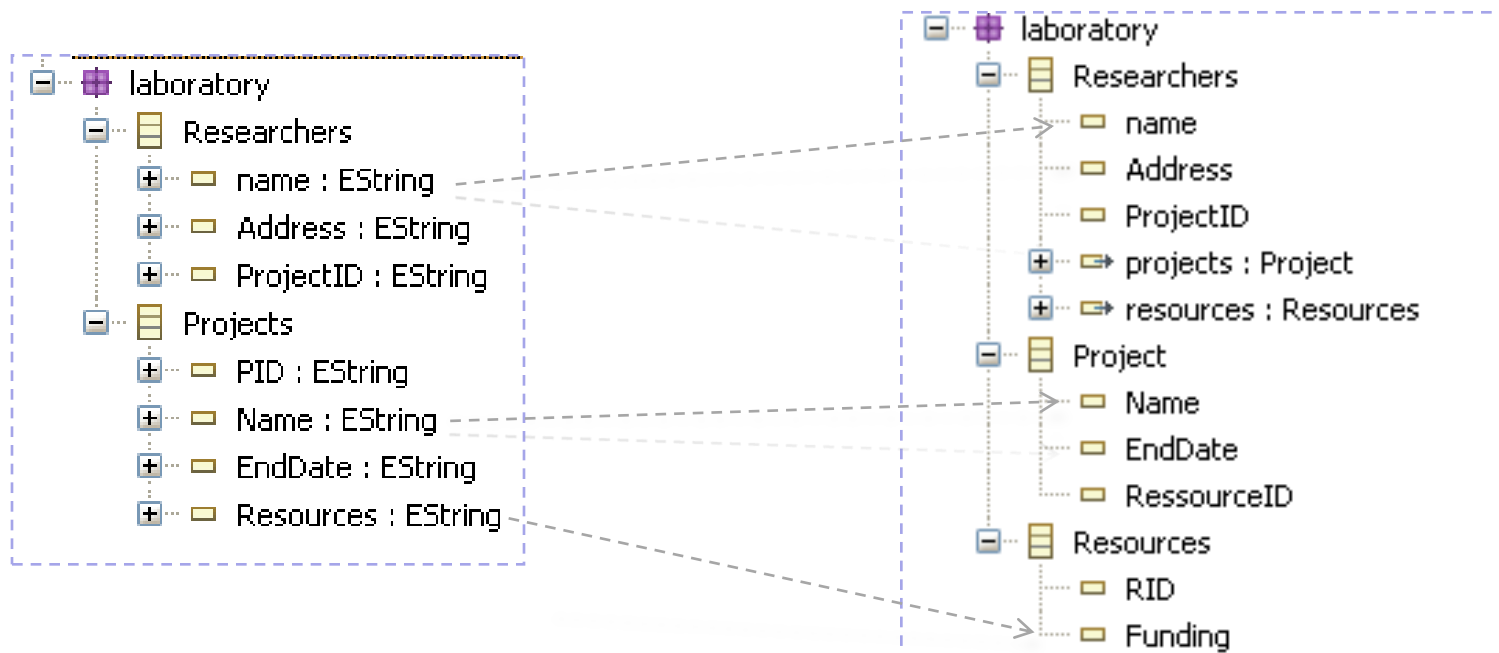 laboratory
Researchers
name : EString
Address : EString
ProjectID : EString
Projects
PID : EString
Name : EString
EndDate : EString
Resources : EString
laboratory
Researchers
name
Address
ProjectID
projects : Project
resources : Resources
Project
Name
EndDate
RessourceID
Resources
RID
Funding